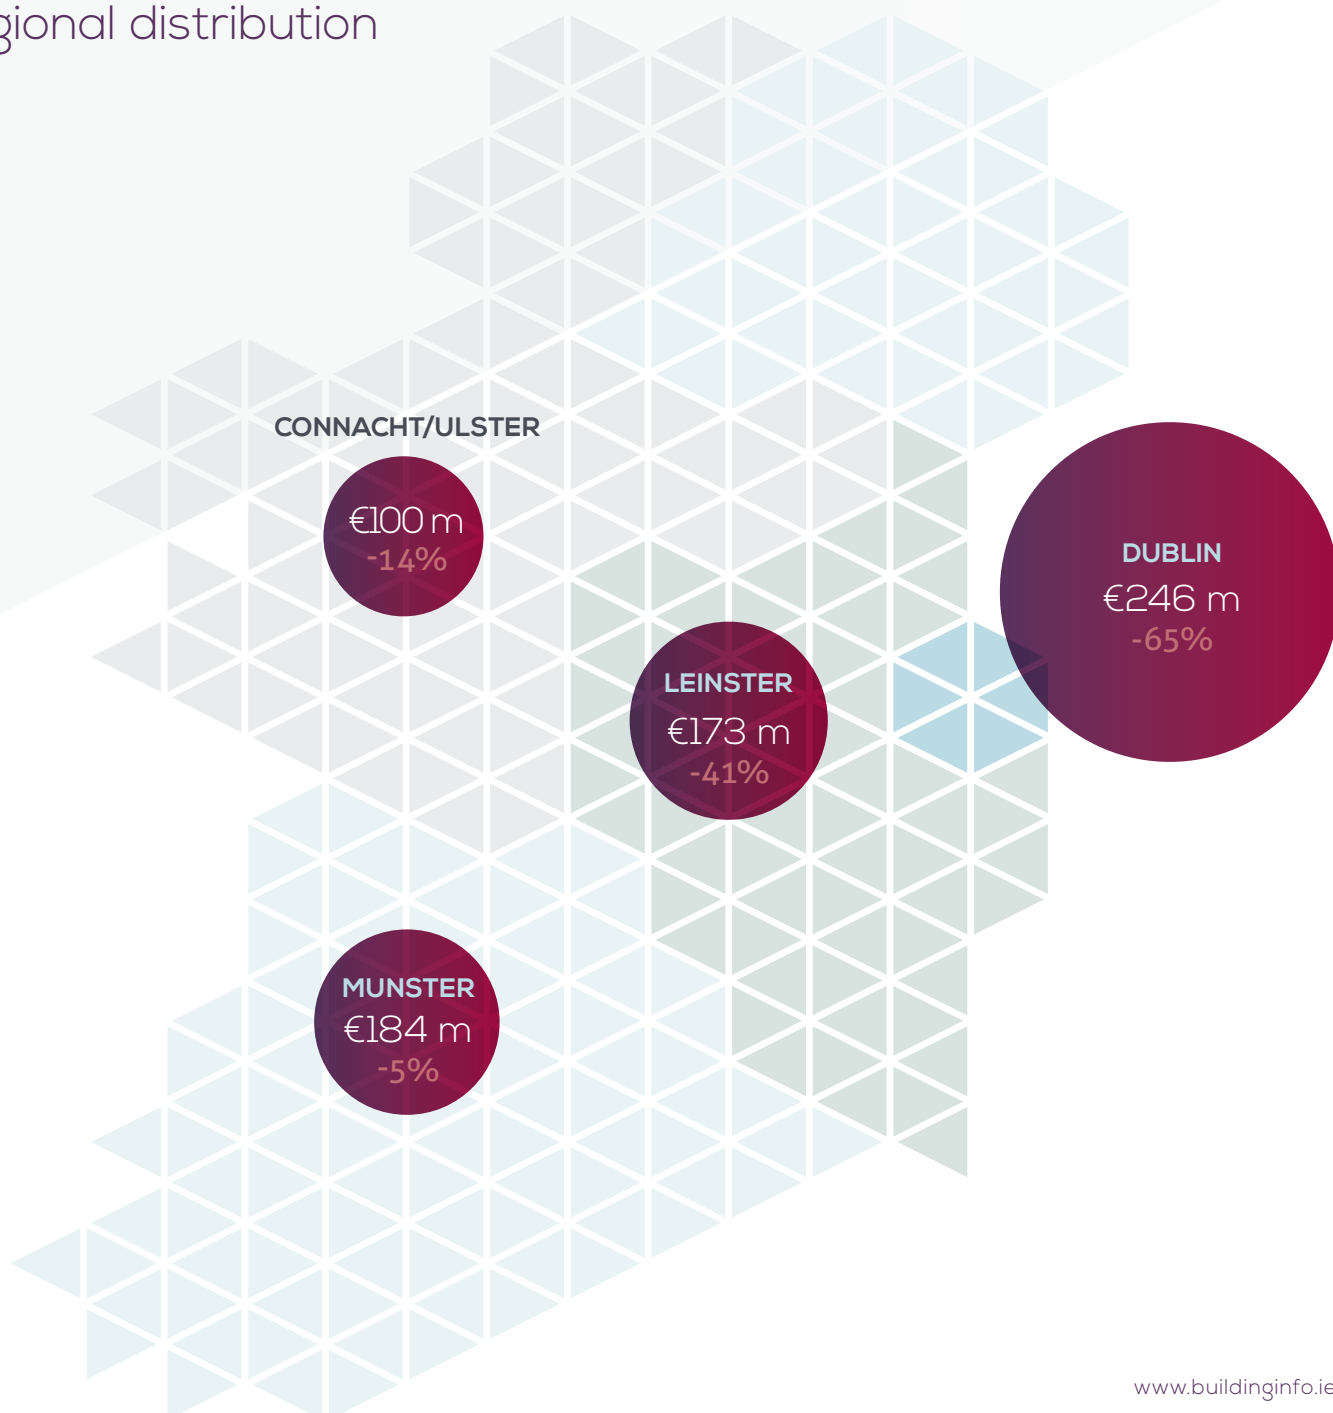 gional distribution
CONNACHT/ULSTER
€100 m
-14%
DUBLIN
€246 m
-65%
LEINSTER
€173 m
-41%
MUNSTER
€184 m
-5%
www.buildinginfo.ie